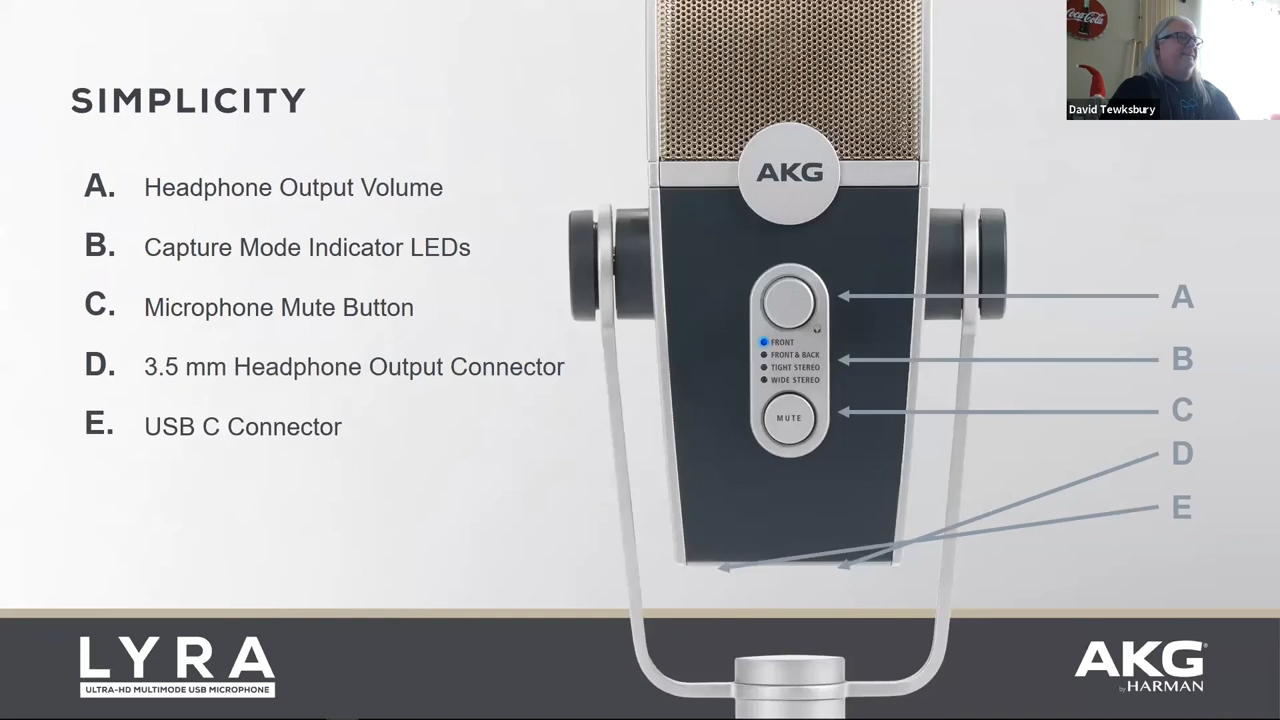 SIMPLICITY
A. Headphone Output Volume
B. Capture Mode Indicator LEDs
C. Microphone Mute Button
D. 3.5 mm Headphone Output Connector
E. USB C Connector
AKG
FRONT
FRONT & BACK
TIGHT STEREO
WIDE STEREO
MUTE
A
B
C
D
E
Coca-Cola
David Tewksbury
LYRA
ULTRA-HD MULTIMODE USB MICROPHONE
AKG®
by HARMAN